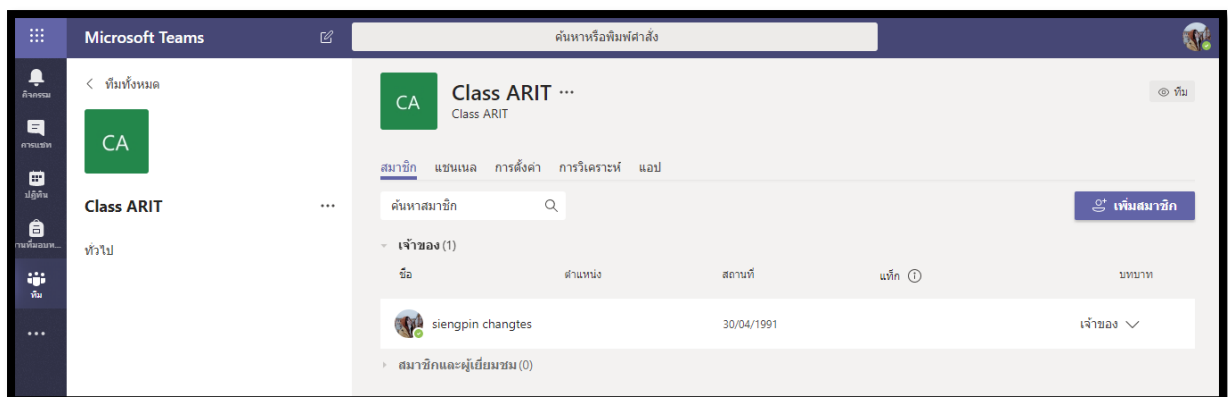 Microsoft Teams
ค้นหาหรือพิมพ์คำสั่ง
กิจกรรม
การแชท
ปฏิทิน
านที่มอบห...
ทีม
ทีมทั้งหมด
CA
Class ARIT
ทั่วไป
CA
Class ARIT
Class ARIT
ทีม
สมาชิก แชนเนล การตั้งค่า การวิเคราะห์ แอป
ค้นหาสมาชิก
เพิ่มสมาชิก
เจ้าของ (1)
ชื่อ ตำแหน่ง สถานที่ แท็ก บทบาท
siengpin changtes 30/04/1991 เจ้าของ
สมาชิกและผู้เยี่ยมชม (0)